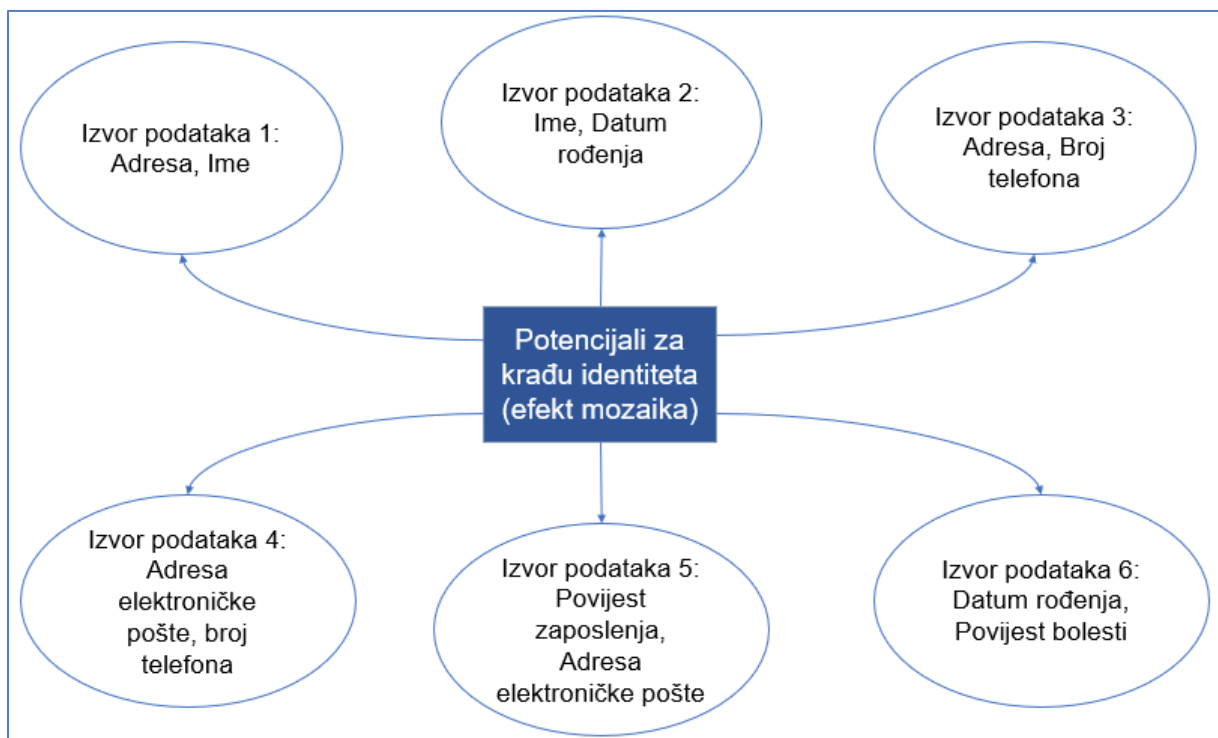 Izvor podataka 1:
Adresa, Ime
Izvor podataka 2:
Ime, Datum
rođenja
Izvor podataka 3:
Adresa, Broj
telefona
Potencijali za
krađu identiteta
(efekt mozaika)
Izvor podataka 4:
Adresa
elektroničke
pošte, broj
telefona
Izvor podataka 5:
Povijest
zaposlenja,
Adresa
elektroničke pošte
Izvor podataka 6:
Datum rođenja,
Povijest bolesti